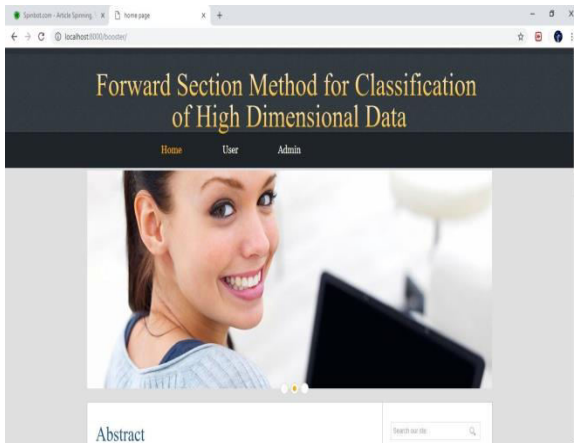 Spinbot.com - Article Spinning,
home page
localhost:8000/booster/
Forward Section Method for Classification
of High Dimensional Data
Home User Admin
Abstract
Search our site